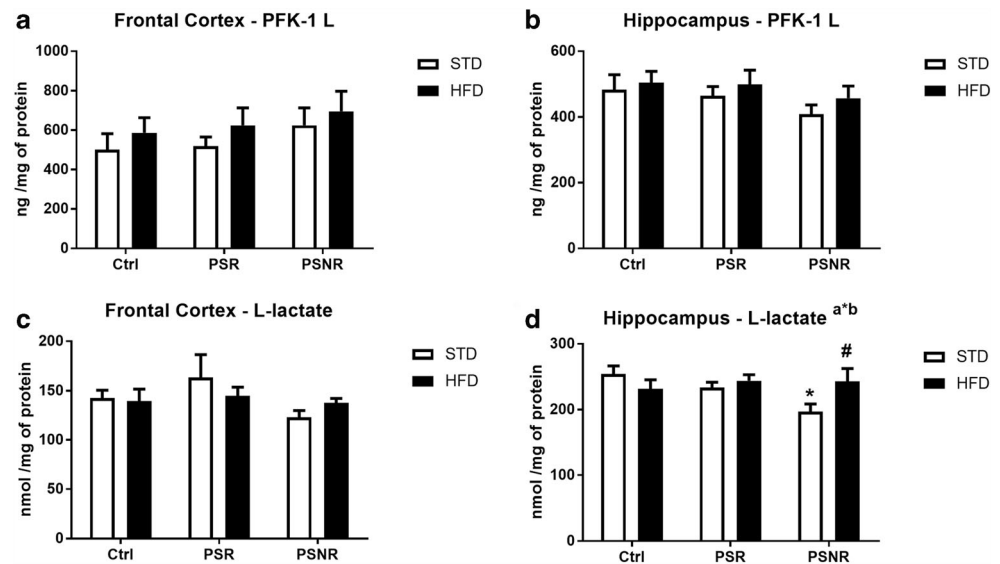 a Frontal Cortex - PFK-1 L
ng /mg of protein
1000
800
600
400
200
0
Ctrl PSR PSNR
STD
HFD
b Hippocampus - PFK-1 L
ng /mg of protein
600
400
200
0
Ctrl PSR PSNR
STD
HFD
c Frontal Cortex - L-lactate
nmol /mg of protein
200
150
100
50
0
Ctrl PSR PSNR
STD
HFD
d Hippocampus - L-lactate a*b
nmol /mg of protein
300
200
100
0
* #
Ctrl PSR PSNR
STD
HFD